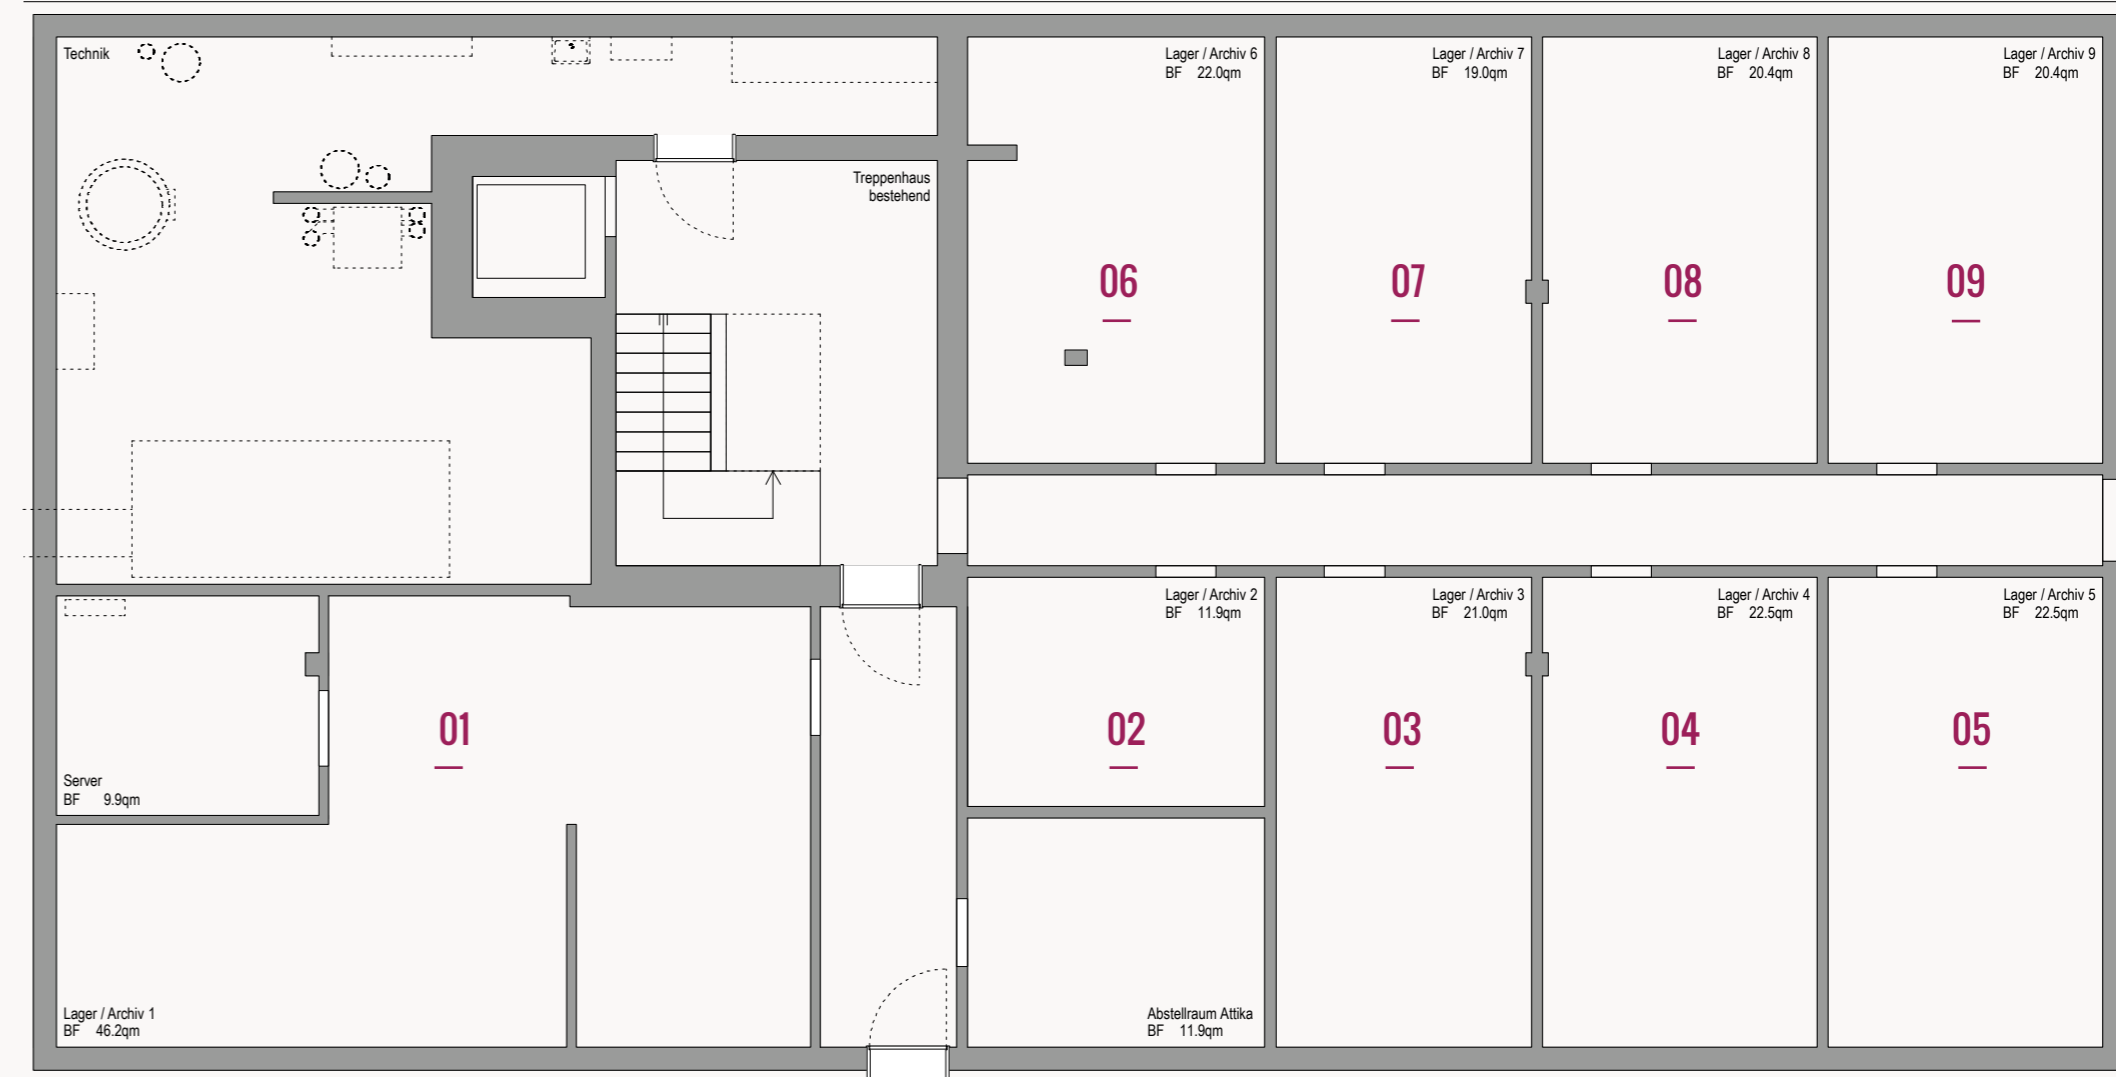 Technik
Lager / Archiv 6
BF 22.0qm
Lager / Archiv 7
BF 19.0qm
Lager / Archiv 8
BF 20.4qm
Lager / Archiv 9
BF 20.4qm
Treppenhaus
bestehend
06
07
08
09
Lager / Archiv 2
BF 11.9qm
Lager / Archiv 3
BF 21.0qm
Lager / Archiv 4
BF 22.5qm
Lager / Archiv 5
BF 22.5qm
01
02
03
04
05
Server
BF 9.9qm
Lager / Archiv 1
BF 46.2qm
Abstellraum Attika
BF 11.9qm